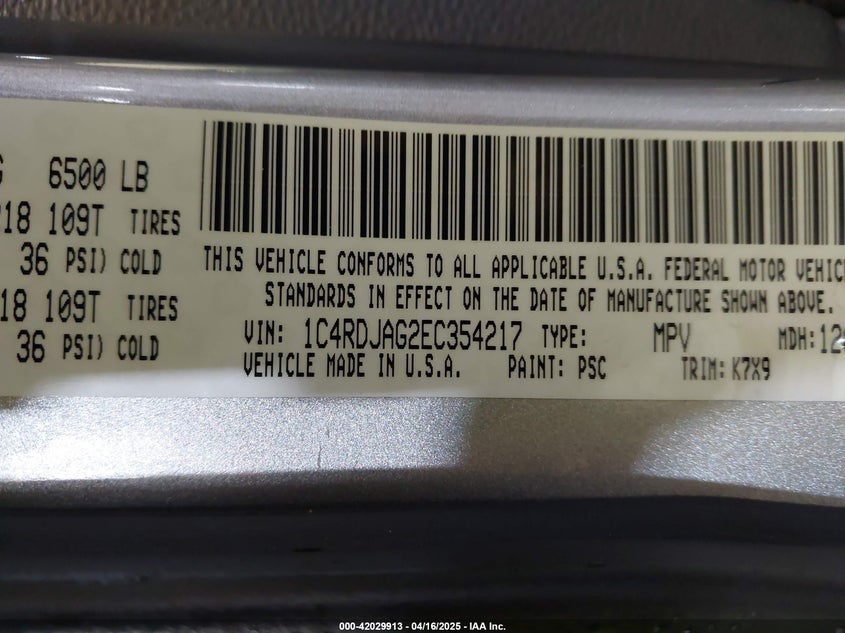 6500 LB
18 109T TIRES
36 PSI) COLD
18 109T TIRES
36 PSI) COLD
THIS VEHICLE CONFORMS TO ALL APPLICABLE U.S.A. FEDERAL MOTOR VEHIC
STANDARDS IN EFFECT ON THE DATE OF MANUFACTURE SHOWN ABOVE.
VIN: 1C4RDJAG2EC354217 TYPE: MPV MDH: 12
VEHICLE MADE IN U.S.A. PAINT: PSC TRIM: K7X9
000-42029913 - 04/16/2025 - IAA Inc.